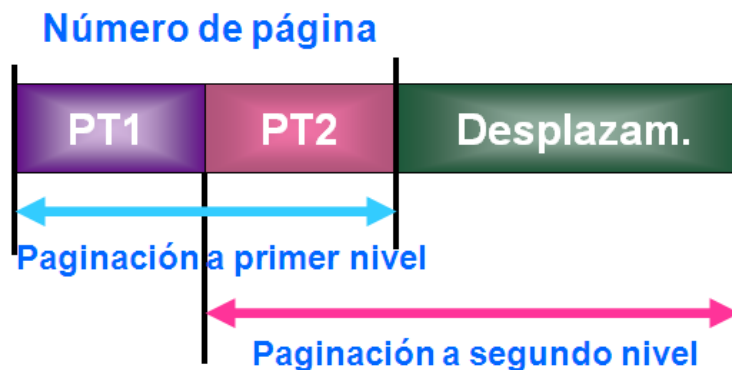 Número de página
PT1 PT2 Desplazam.
Paginación a primer nivel
Paginación a segundo nivel